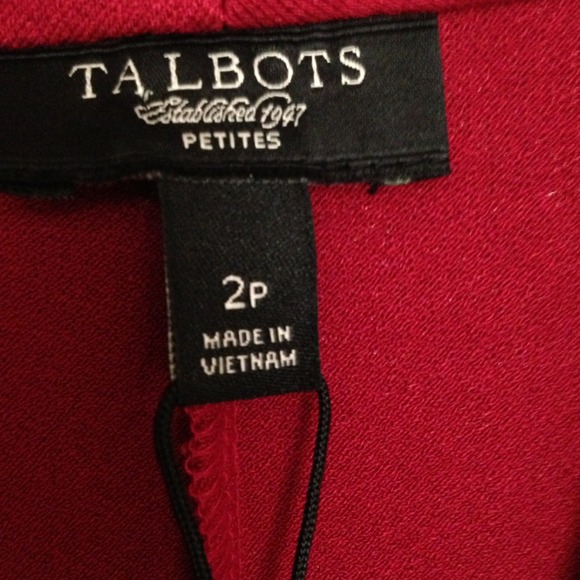 TALBOTS
Established 1947
PETITES
2P
MADE IN
VIETNAM